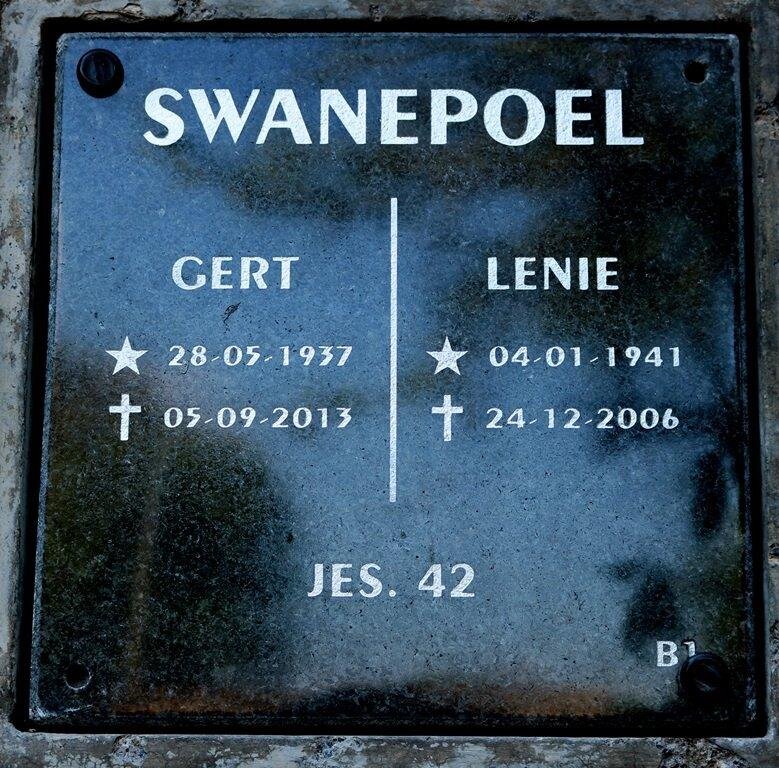 SWANEPOEL
GERT
28-05-1937
05-09-2013
LENIE
04-01-1941
24-12-2006
JES. 42
B1